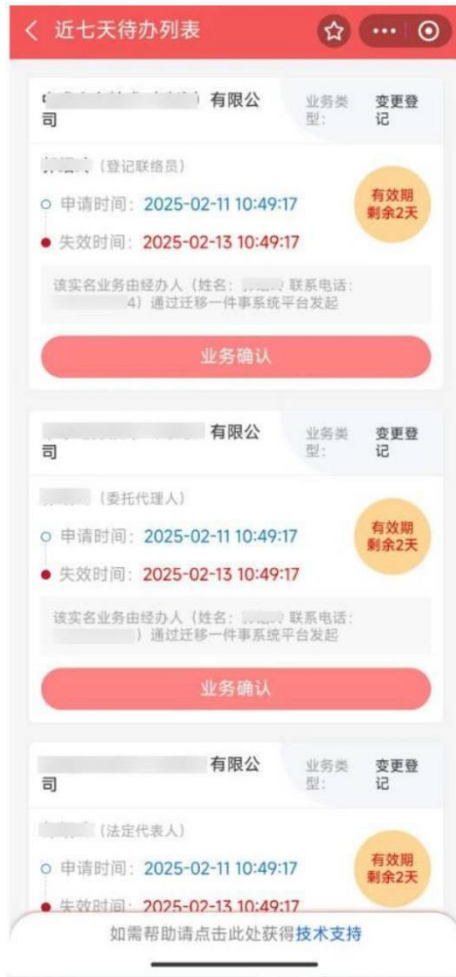 近七天待办列表
有限公司
业务类型：
变更登记
（登记联络员）
申请时间：2025-02-11 10:49:17
失效时间：2025-02-13 10:49:17
有效期
剩余2天
该实名业务由经办人（姓名： 联系电话：
4）通过迁移一件事系统平台发起
业务确认
有限公司
业务类型：
变更登记
（委托代理人）
申请时间：2025-02-11 10:49:17
失效时间：2025-02-13 10:49:17
有效期
剩余2天
该实名业务由经办人（姓名： 联系电话：
）通过迁移一件事系统平台发起
业务确认
有限公司
业务类型：
变更登记
（法定代表人）
申请时间：2025-02-11 10:49:17
失效时间：2025-02-13 10:49:17
有效期
剩余2天
如需帮助请点击此处获得技术支持